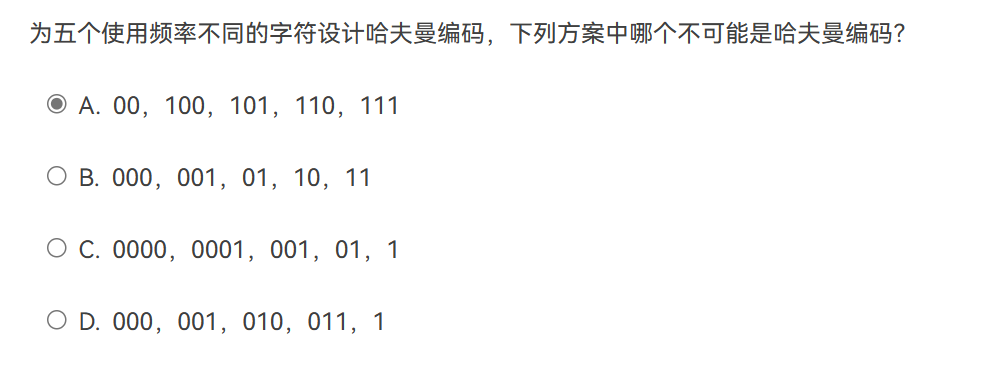 为五个使用频率不同的字符设计哈夫曼编码，下列方案中哪个不可能是哈夫曼编码？
A. 00，100，101，110，111
B. 000，001，01，10，11
C. 0000，0001，001，01，1
D. 000，001，010，011，1